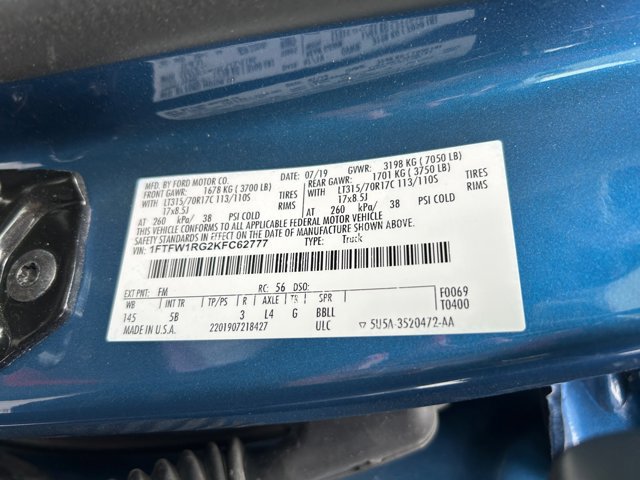 MFD. BY FORD MOTOR CO.
DATE: 07/19 GVWR: 3198 KG ( 7050 LB)
FRONT GAWR: 1678 KG ( 3700 LB) REAR GAWR: 1701 KG ( 3750 LB)
WITH LT315/70R17C 113/110S TIRES WITH LT315/70R17C 113/110S TIRES
17x8.5J RIMS 17x8.5J RIMS
AT 260 kPa/ 38 PSI COLD AT 260 kPa/ 38 PSI COLD
THIS VEHICLE CONFORMS TO ALL APPLICABLE FEDERAL MOTOR VEHICLE
SAFETY STANDARDS IN EFFECT ON THE DATE OF MANUFACTURE SHOWN ABOVE.
VIN: 1FTFW1RG2KFC62777 TYPE: Truck
EXT PNT: FM RC: 56 DSO: F0069
WB INT TR TP/PS R AXLE TR SPR T0400
145 5B 3 L4 G BBLL
MADE IN U.S.A. 2201907218427 ULC 5U5A-3520472-AA